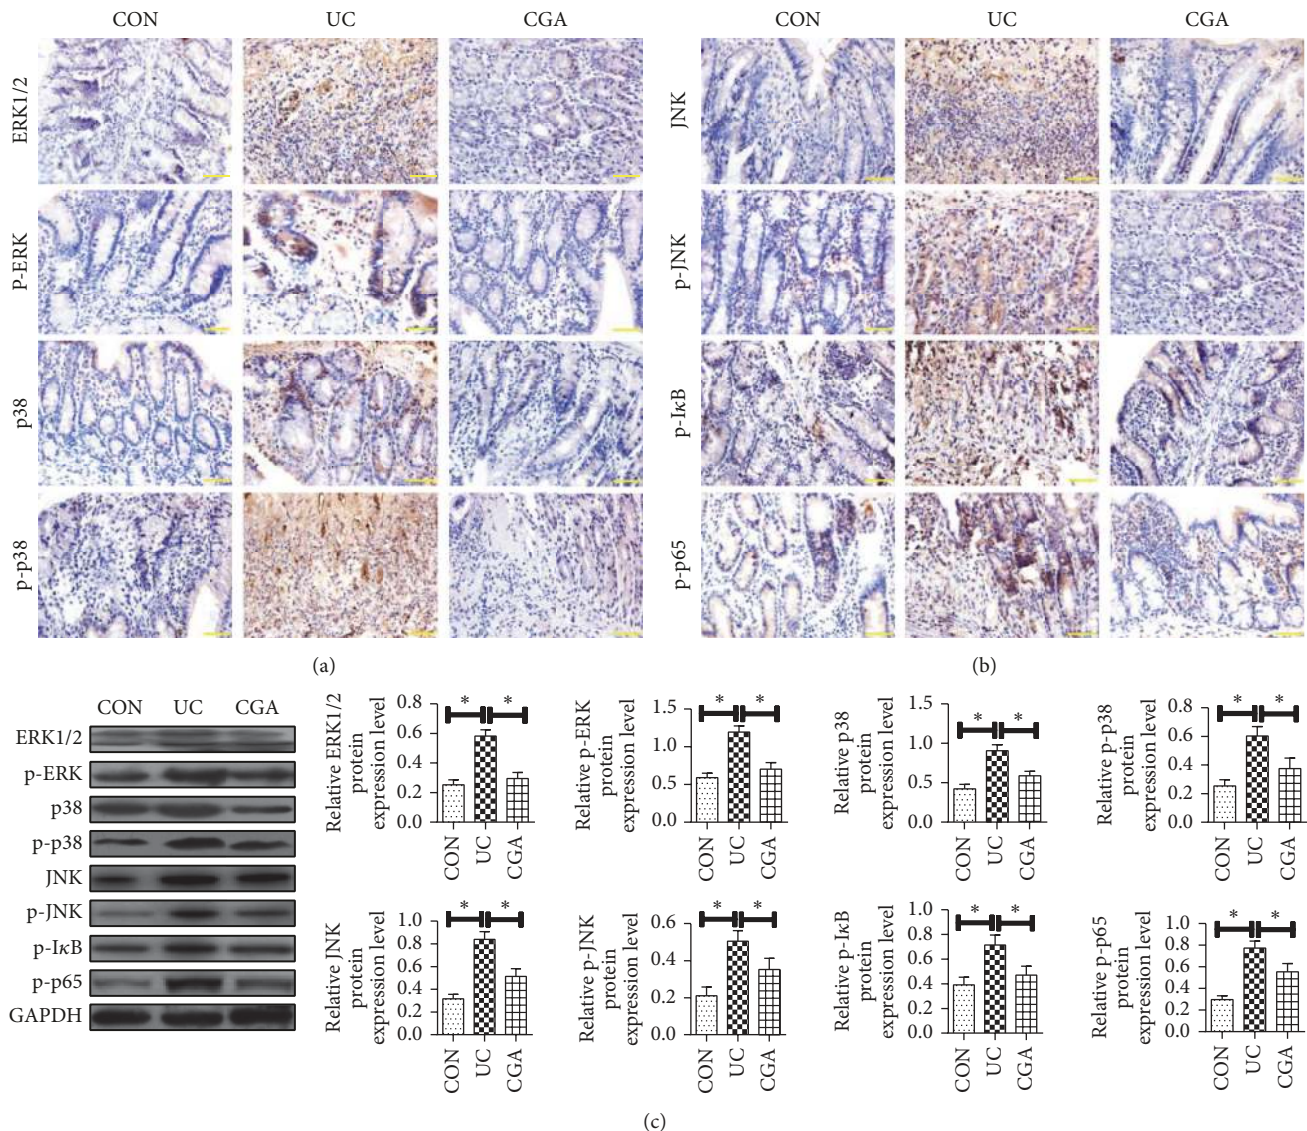 CON UC CGA
ERK1/2
P-ERK
p38
p-p38
(a)
CON UC CGA
JNK
p-JNK
p-IκB
p-p65
(b)
CON UC CGA
ERK1/2
p-ERK
p38
p-p38
JNK
p-JNK
p-IκB
p-p65
GAPDH
Relative ERK1/2
protein
expression level
0.8
0.6
0.4
0.2
0.0
* *
CON UC CGA
Relative p-ERK
protein
expression level
1.5
1.0
0.5
0.0
* *
CON UC CGA
Relative p38
protein
expression level
1.5
1.0
0.5
0.0
* *
CON UC CGA
Relative p-p38
protein
expression level
0.8
0.6
0.4
0.2
0.0
* *
CON UC CGA
Relative JNK
protein
expression level
1.0
0.8
0.6
0.4
0.2
0.0
* *
CON UC CGA
Relative p-JNK
protein
expression level
0.6
0.4
0.2
0.0
* *
CON UC CGA
Relative p-IκB
protein
expression level
1.0
0.8
0.6
0.4
0.2
0.0
* *
CON UC CGA
Relative p-p65
protein
expression level
1.0
0.8
0.6
0.4
0.2
0.0
* *
CON UC CGA
(c)